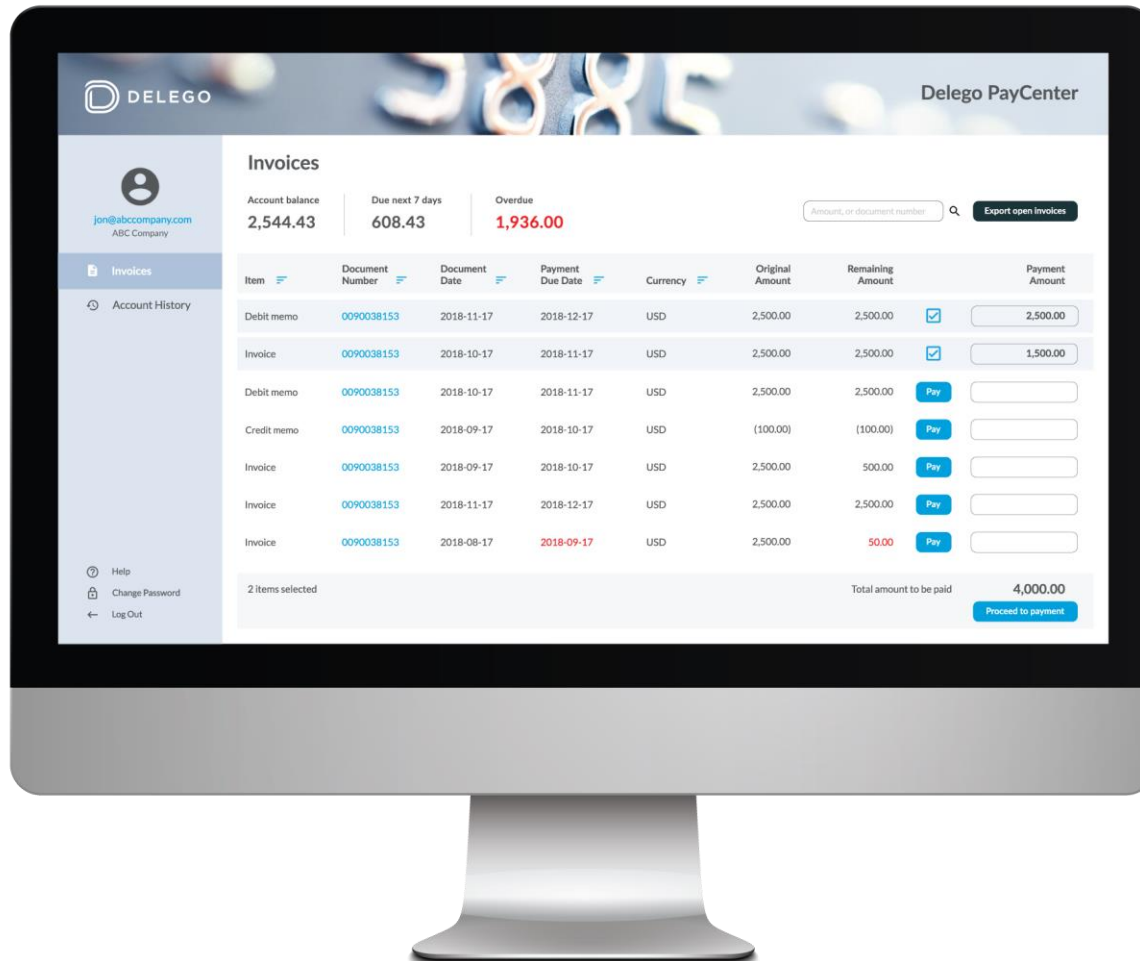 DELEGO
Delego PayCenter
jon@abccompany.com
ABC Company
Invoices
Account History
Help
Change Password
Log Out
Invoices
Account balance Due next 7 days Overdue
2,544.43 608.43 1,936.00
Amount, or document number Export open invoices
Item Document Number Document Date Payment Due Date Currency Original Amount Remaining Amount Payment Amount
Debit memo 0090038153 2018-11-17 2018-12-17 USD 2,500.00 2,500.00 2,500.00
Invoice 0090038153 2018-10-17 2018-11-17 USD 2,500.00 2,500.00 1,500.00
Debit memo 0090038153 2018-10-17 2018-11-17 USD 2,500.00 2,500.00 Pay
Credit memo 0090038153 2018-09-17 2018-10-17 USD (100.00) (100.00) Pay
Invoice 0090038153 2018-09-17 2018-10-17 USD 2,500.00 500.00 Pay
Invoice 0090038153 2018-11-17 2018-12-17 USD 2,500.00 2,500.00 Pay
Invoice 0090038153 2018-08-17 2018-09-17 USD 2,500.00 50.00 Pay
2 items selected Total amount to be paid 4,000.00
Proceed to payment